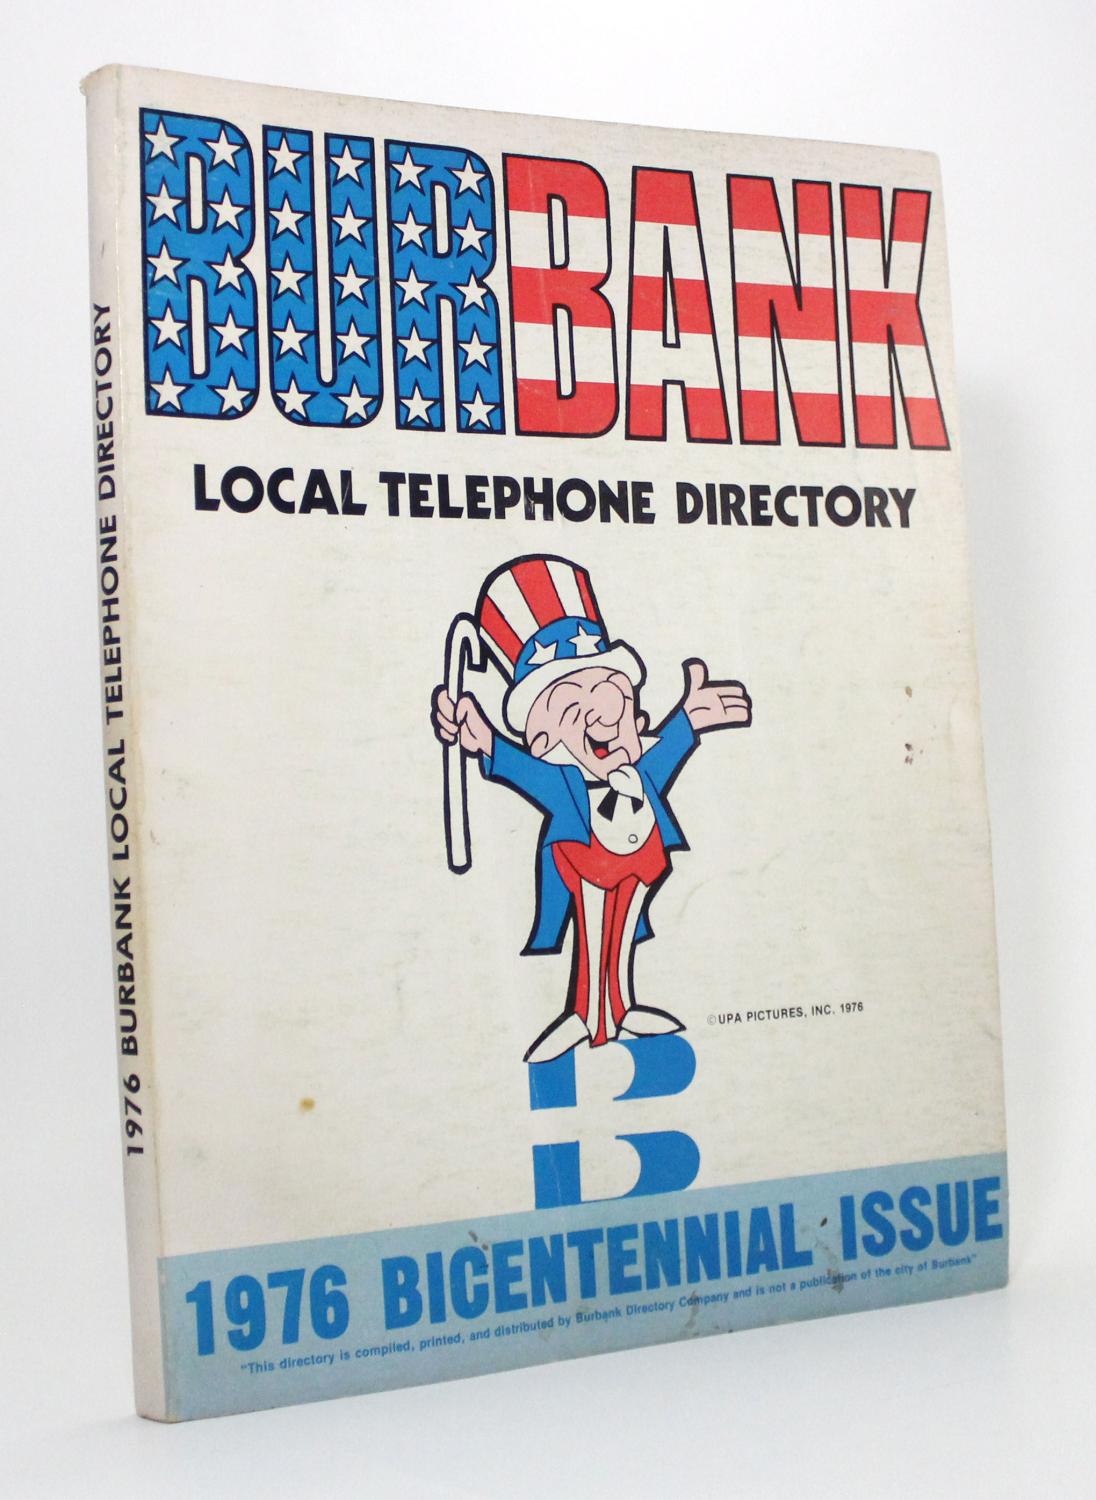 1976 BURBANK LOCAL TELEPHONE DIRECTORY
BURBANK
LOCAL TELEPHONE DIRECTORY
©UPA PICTURES, INC. 1976
B
1976 BICENTENNIAL ISSUE
"This directory is compiled, printed, and distributed by Burbank Directory Company and is not a publication of the city of Burbank"